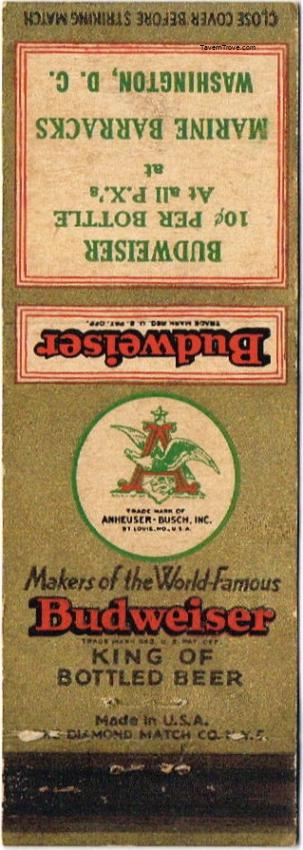 TavernTrove.com
Budweiser
TRADE MARK REG. U. S. PAT. OFF.
BUDWEISER
10¢ PER BOTTLE
At all P.X.'s
at
MARINE BARRACKS
WASHINGTON, D. C.
CLOSE COVER BEFORE STRIKING MATCH
TRADE MARK OF
ANHEUSER-BUSCH, INC.
ST LOUIS, MO., U.S.A.
Makers of the World-Famous
Budweiser
TRADE MARK REG. U. S. PAT. OFF.
KING OF
BOTTLED BEER
Made in U.S.A.
DIAMOND MATCH CO.